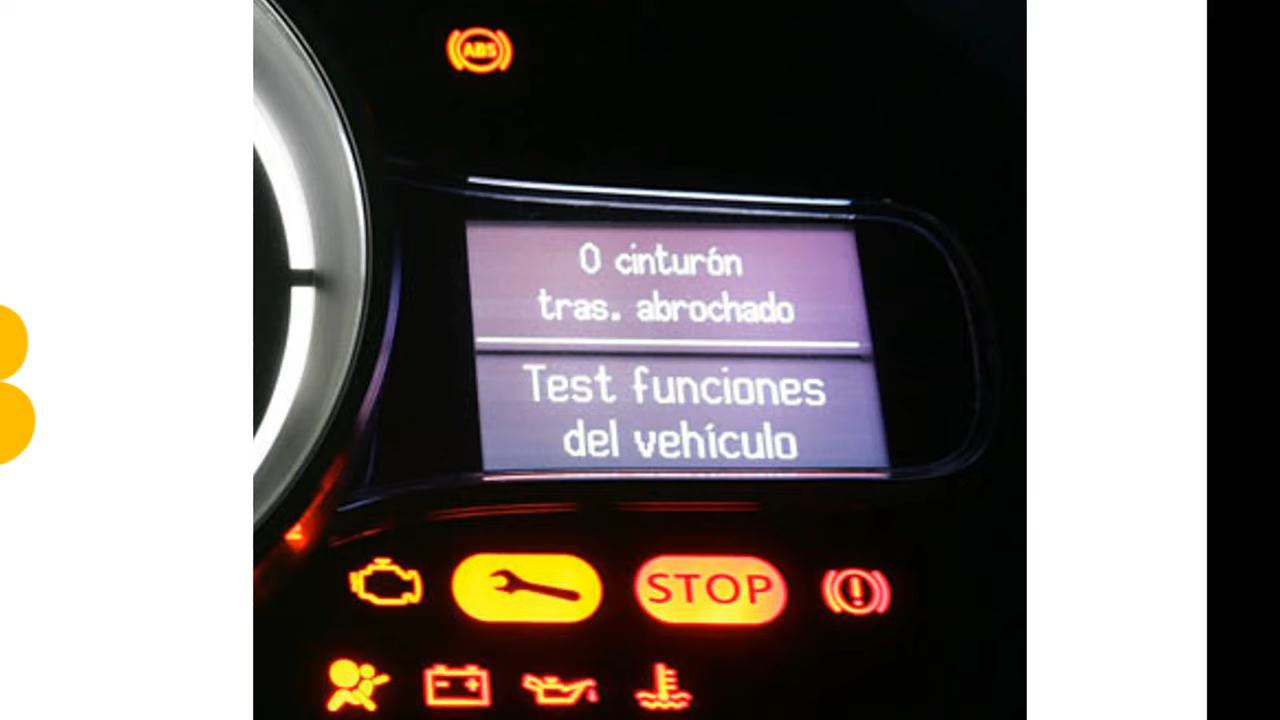 ABS
0 cinturón
tras. abrochado
Test funciones
del vehículo
STOP